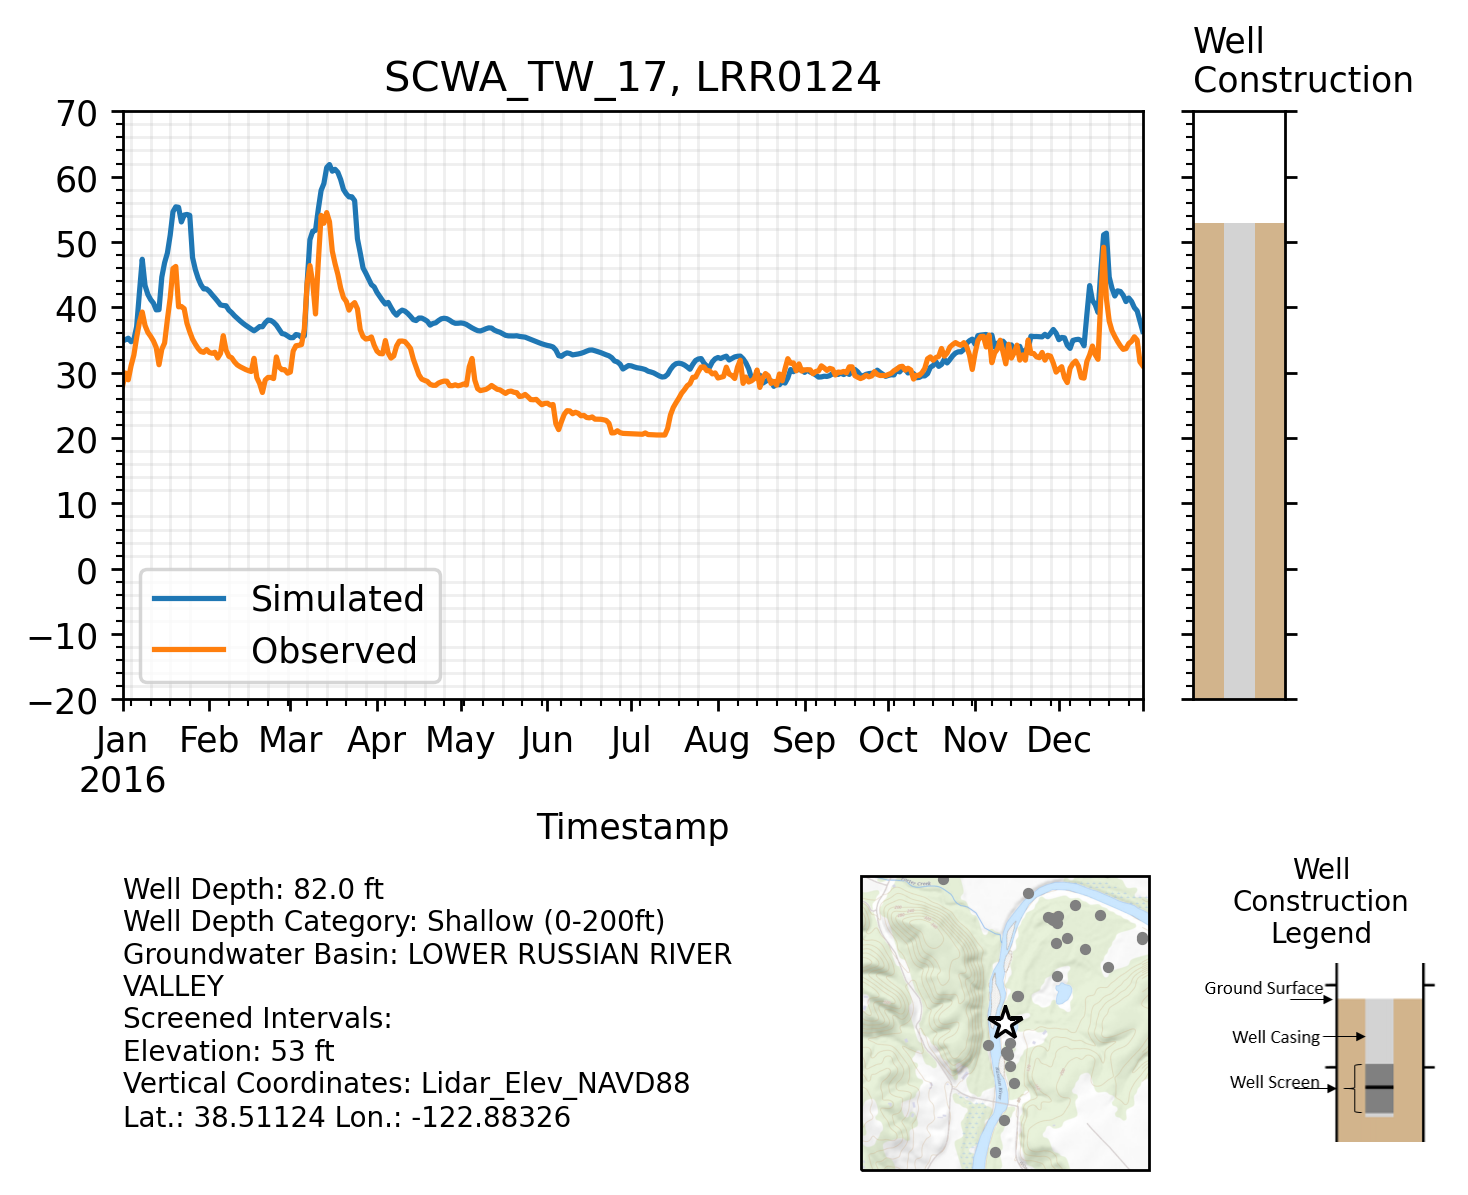 Well
Construction
SCWA_TW_17, LRR0124
70
60
50
40
30
20
10
0
−10
−20
Simulated
Observed
Jan
2016
Feb
Mar
Apr
May
Jun
Jul
Aug
Sep
Oct
Nov
Dec
Timestamp
Well Depth: 82.0 ft
Well Depth Category: Shallow (0-200ft)
Groundwater Basin: LOWER RUSSIAN RIVER
VALLEY
Screened Intervals:
Elevation: 53 ft
Vertical Coordinates: Lidar_Elev_NAVD88
Lat.: 38.51124 Lon.: -122.88326
Well
Construction
Legend
Ground Surface
Well Casing
Well Screen